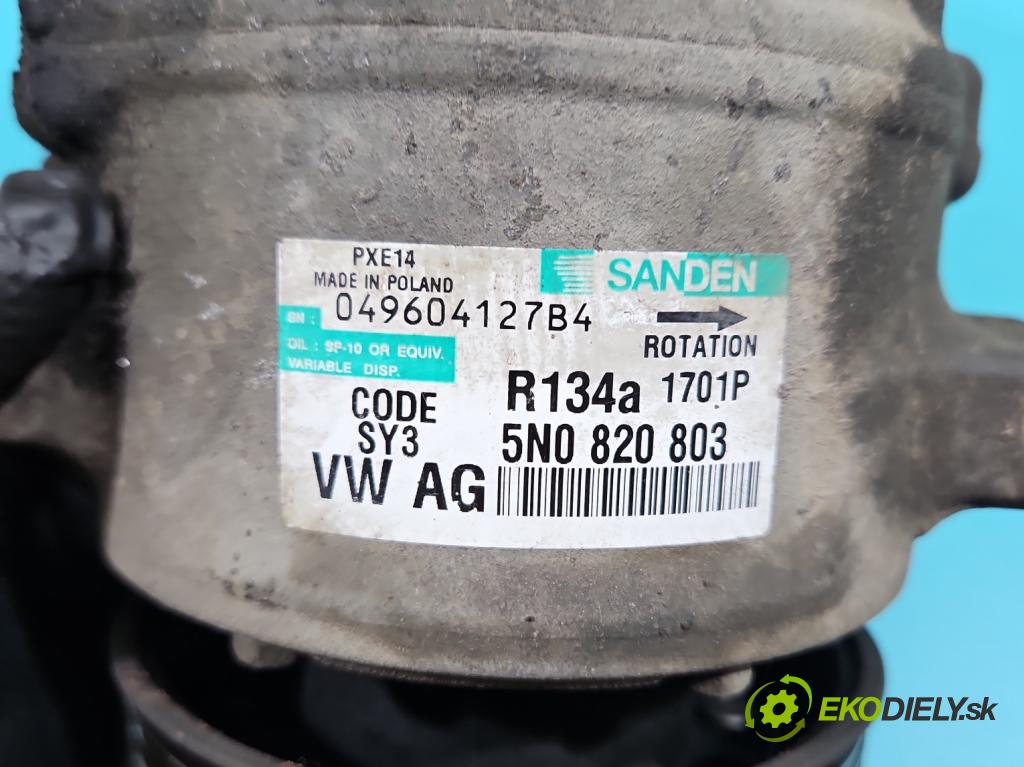 PXE14
MADE IN POLAND
SANDEN
SN: 049604127B4
ROTATION
OIL : SP-10 OR EQUIV.
VARIABLE DISP.
R134a 1701P
CODE
SY3
5N0 820 803
VW AG
EKODIELY.sk